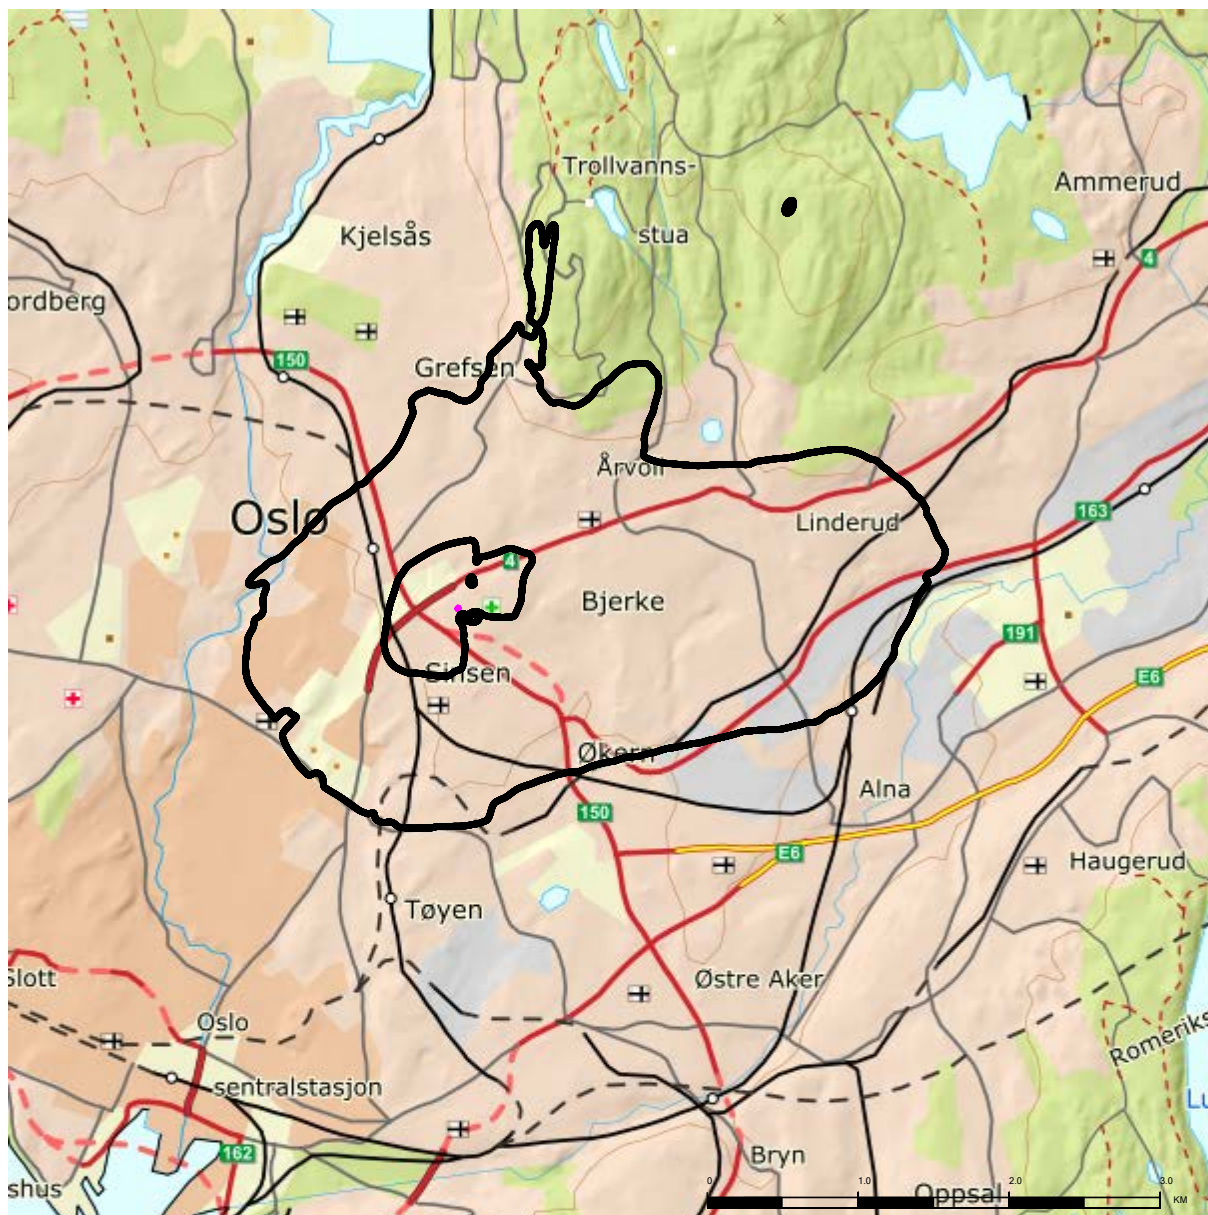 Trollvanns-
stua
Ammerud
Kjelsås
4
ordberg
150
Grefsen
Årvoll
Oslo
Linderud
163
4
Bjerke
191
Sinsen
E6
Økern
Alna
150
E6
Haugerud
Tøyen
Slott
Østre Aker
Oslo
sentralstasjon
Romeriks
Lu
162
Bryn
shus
Oppsal
0 1.0 2.0 3.0
KM